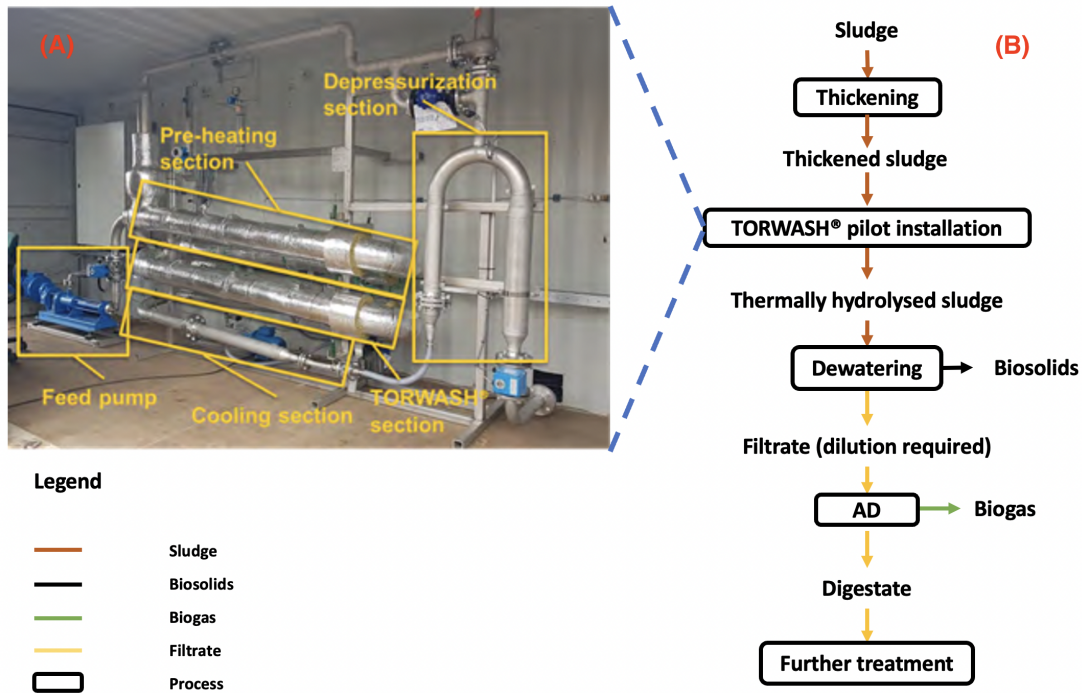 (A)
Depressurization
section
Pre-heating
section
Feed pump
Cooling section
TORWASH®
section
Legend
Sludge
Biosolids
Biogas
Filtrate
Process
(B)
Sludge
Thickening
Thickened sludge
TORWASH® pilot installation
Thermally hydrolysed sludge
Dewatering
Biosolids
Filtrate (dilution required)
AD
Biogas
Digestate
Further treatment